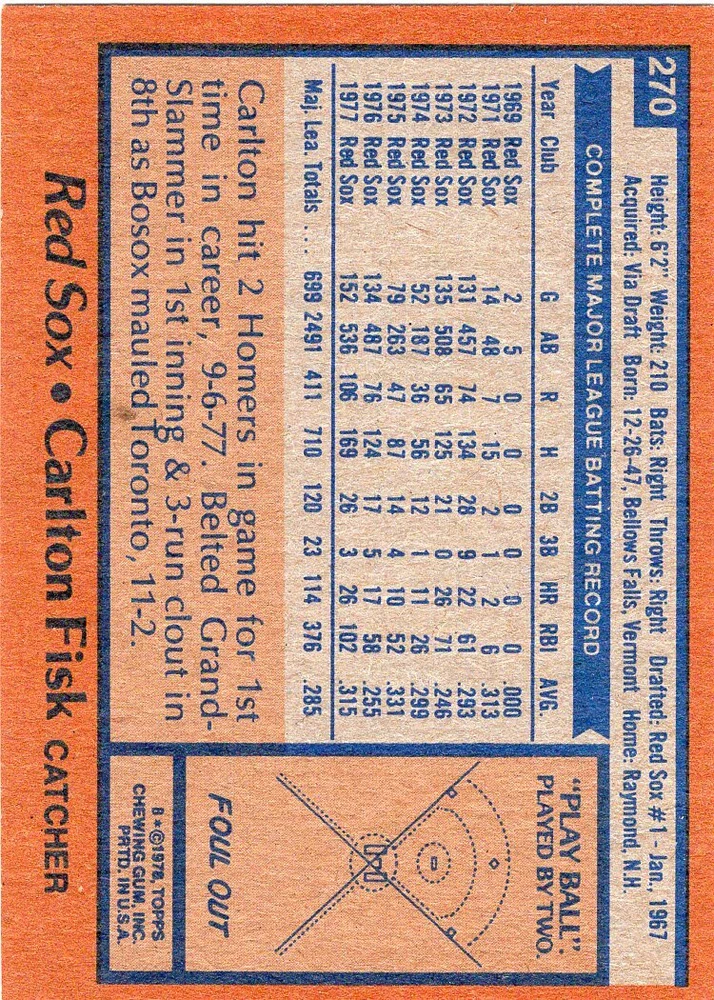 270
Height: 6'2" Weight: 210 Bats: Right Throws: Right Drafted: Red Sox #1 - Jan., 1967
Acquired: Via Draft Born: 12-26-47, Bellows Falls, Vermont Home: Raymond, N.H.
COMPLETE MAJOR LEAGUE BATTING RECORD
Year Club G AB R H 2B 3B HR RBI AVG.
1969 Red Sox 2 5 0 0 0 0 0 0 .000
1971 Red Sox 14 48 7 15 2 1 2 6 .313
1972 Red Sox 131 457 74 134 28 9 22 61 .293
1973 Red Sox 135 508 65 125 21 0 26 71 .246
1974 Red Sox 52 187 36 56 12 1 11 26 .299
1975 Red Sox 79 263 47 87 14 4 10 52 .331
1976 Red Sox 134 487 76 124 17 5 17 58 .255
1977 Red Sox 152 536 106 169 26 3 26 102 .315
Maj. Lea. Totals .... 699 2491 411 710 120 23 114 376 .285
Carlton hit 2 Homers in game for 1st
time in career, 9-6-77. Belted Grand-
Slammer in 1st inning & 3-run clout in
8th as Bosox mauled Toronto, 11-2.
"PLAY BALL"
PLAYED BY TWO.
FOUL OUT
B*©1978, TOPPS
CHEWING GUM, INC.
PRTD. IN U.S.A.
Red Sox • Carlton Fisk CATCHER